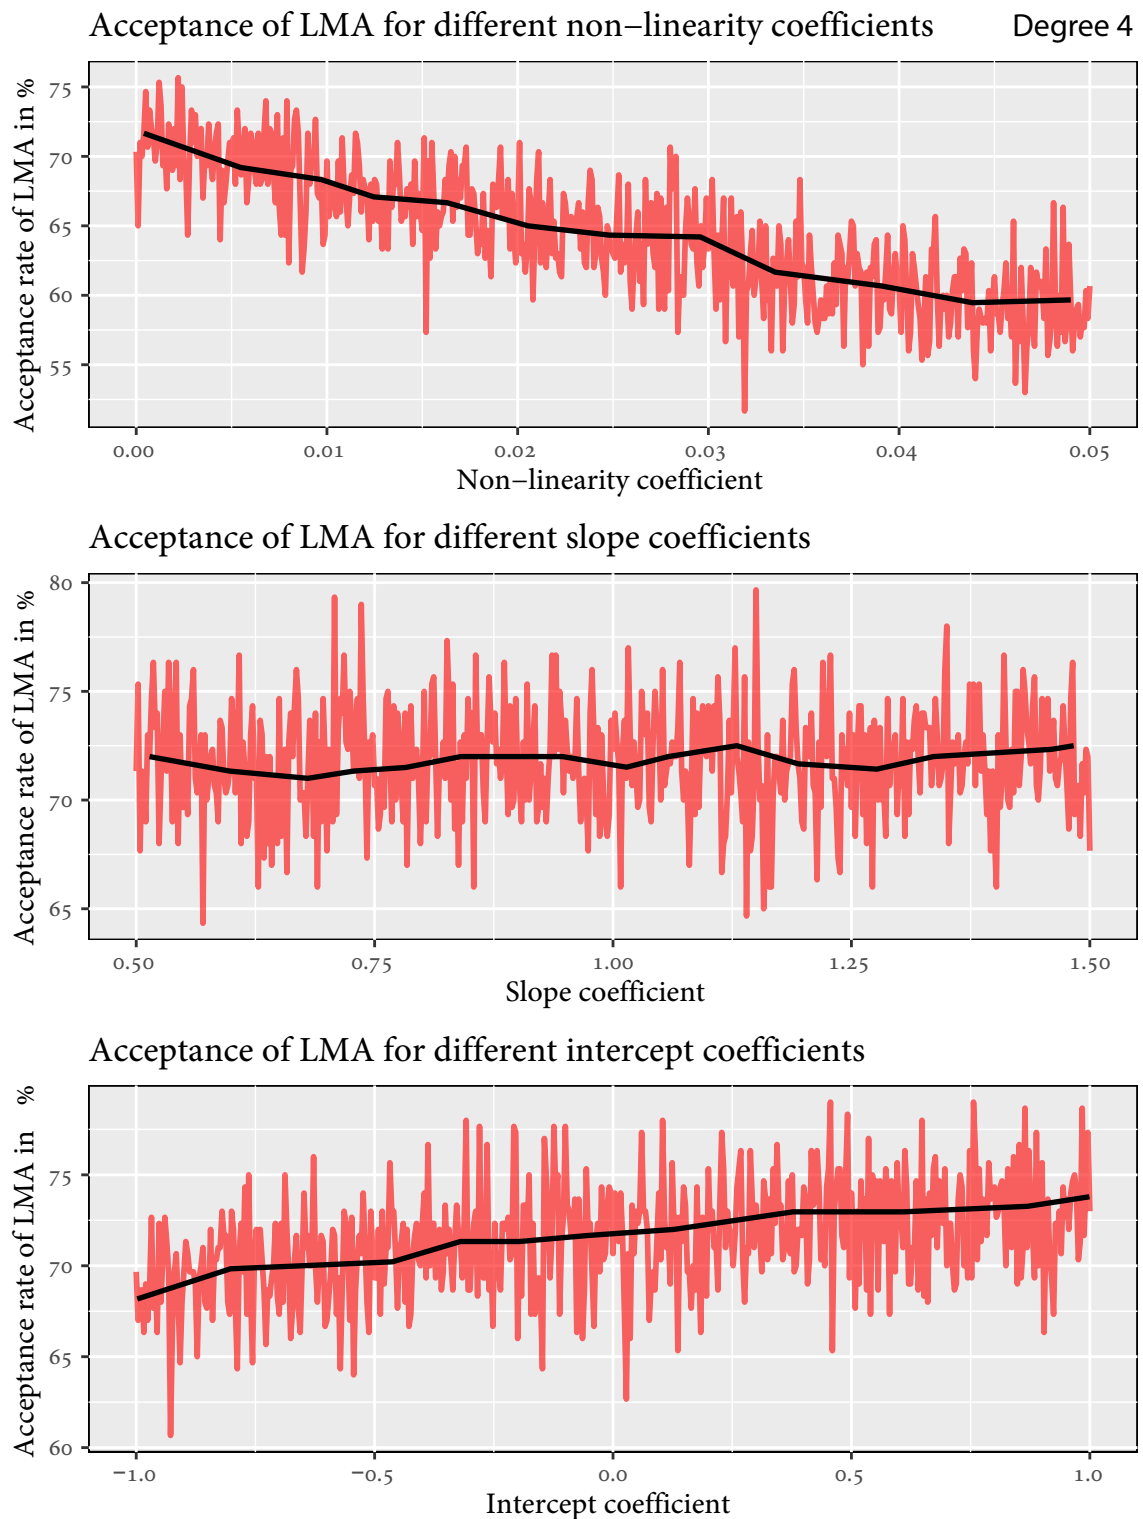 Acceptance of LMA for different non−linearity coefficients Degree 4
Acceptance rate of LMA in %
75
70
65
60
55
0.00 0.01 0.02 0.03 0.04 0.05
Non−linearity coefficient
Acceptance of LMA for different slope coefficients
Acceptance rate of LMA in %
80
75
70
65
0.50 0.75 1.00 1.25 1.50
Slope coefficient
Acceptance of LMA for different intercept coefficients
Acceptance rate of LMA in %
75
70
65
60
−1.0 −0.5 0.0 0.5 1.0
Intercept coefficient